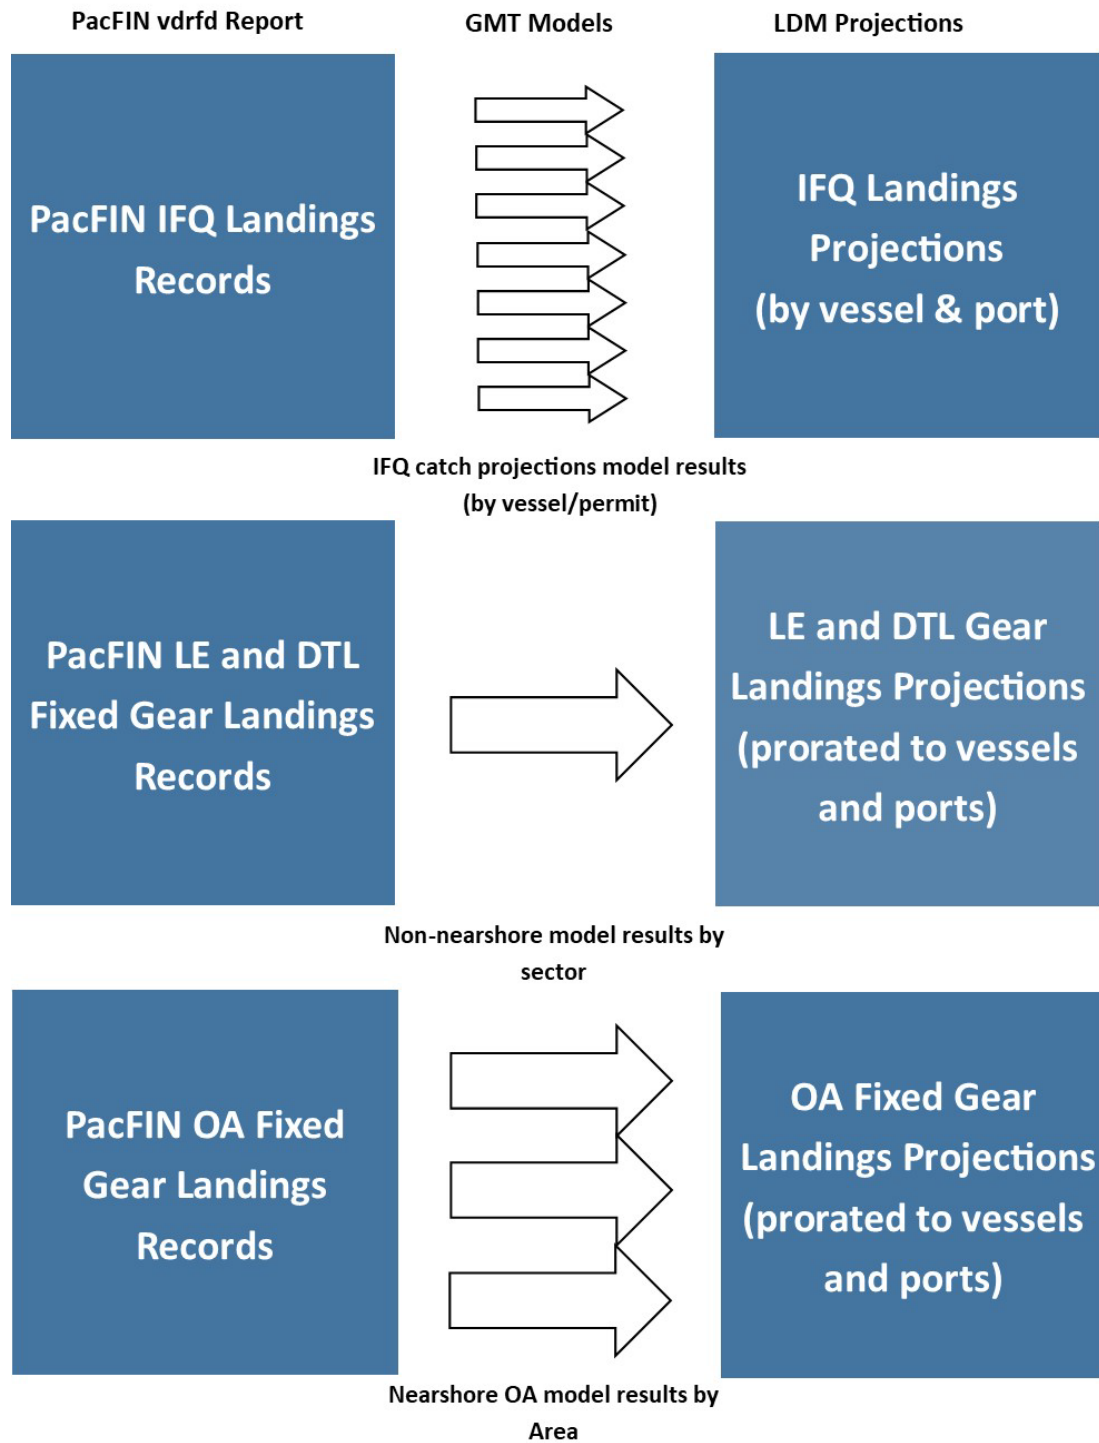 PacFIN vdrfd Report
GMT Models
LDM Projections
PacFIN IFQ Landings
Records
IFQ Landings
Projections
(by vessel & port)
IFQ catch projections model results
(by vessel/permit)
PacFIN LE and DTL
Fixed Gear Landings
Records
LE and DTL Gear
Landings Projections
(prorated to vessels
and ports)
Non-nearshore model results by
sector
PacFIN OA Fixed
Gear Landings
Records
OA Fixed Gear
Landings Projections
(prorated to vessels
and ports)
Nearshore OA model results by
Area